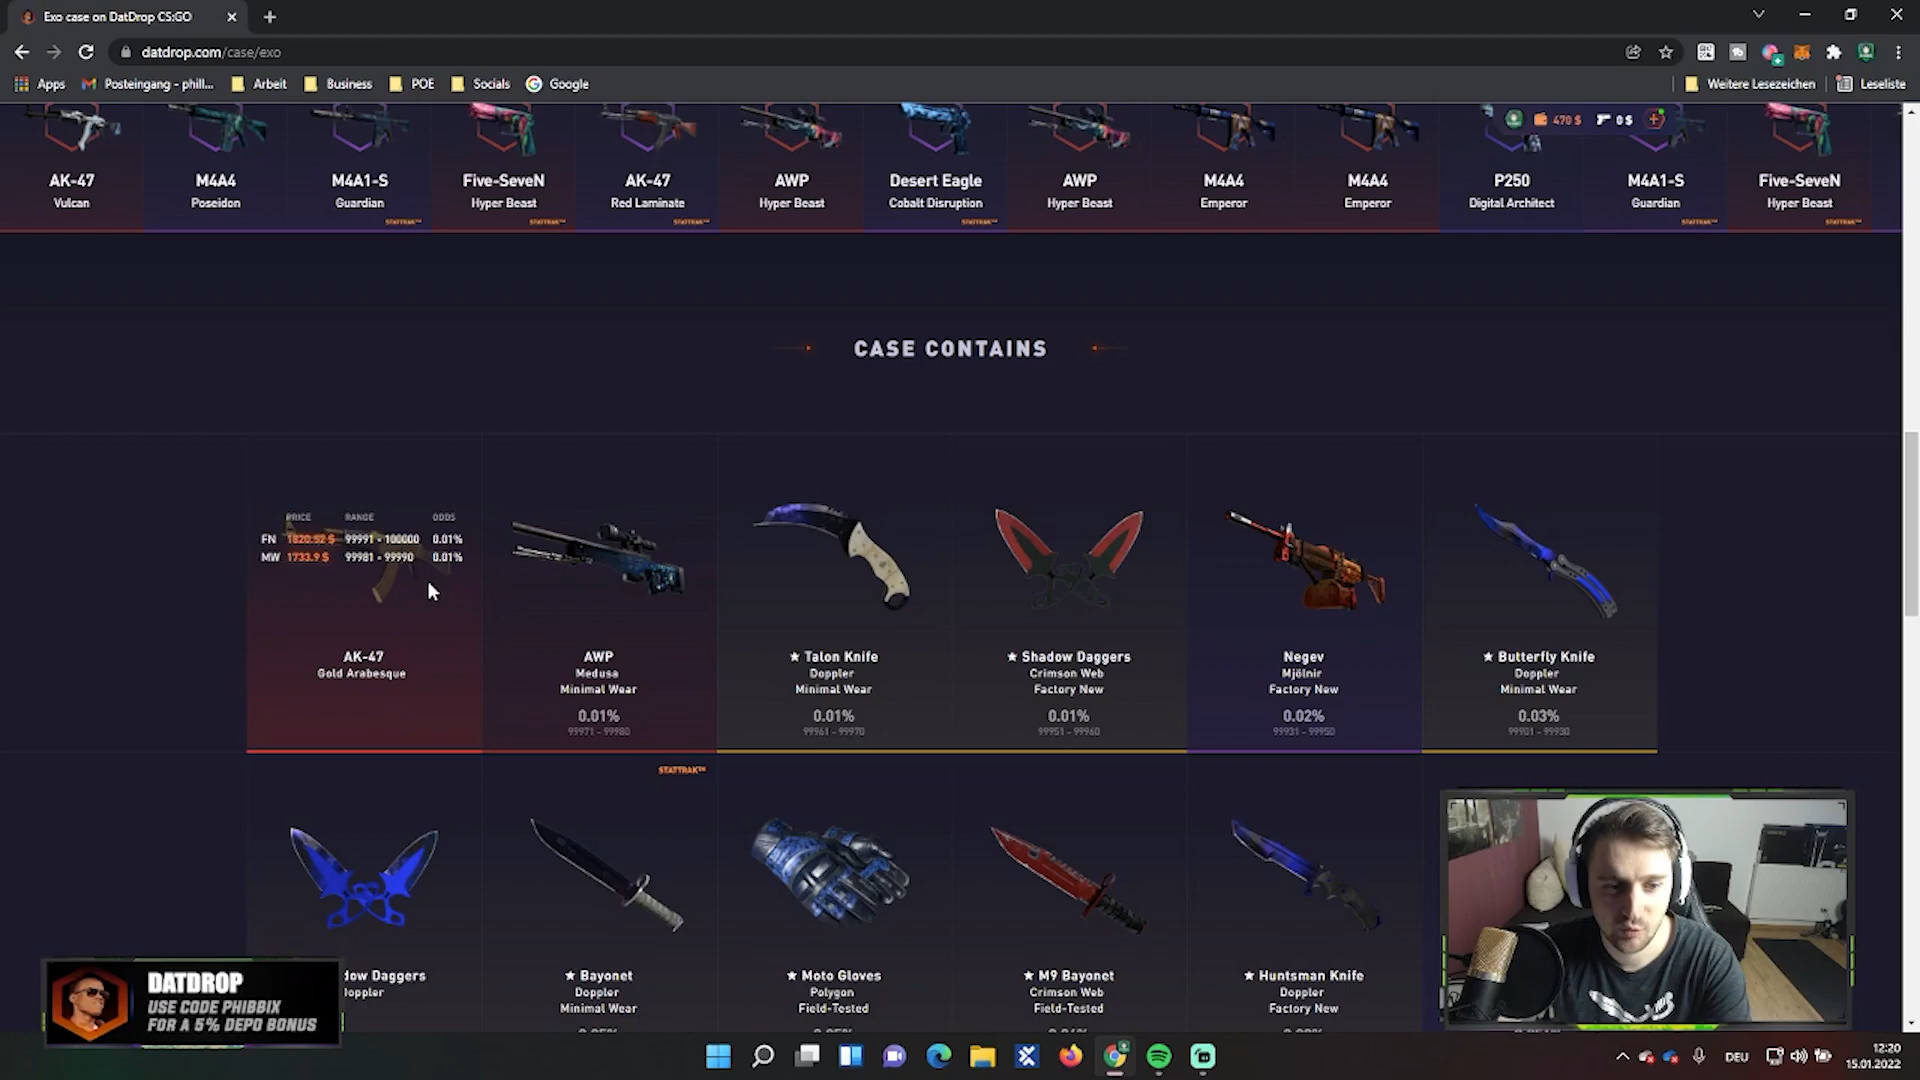 Exo case on DatDrop CS:GO
datdrop.com/case/exo
Apps
Posteingang - phill...
Arbeit
Business
POE
Socials
Google
Weitere Lesezeichen
Leseliste
470 $
0 $
AK-47
Vulcan
M4A4
Poseidon
M4A1-S
Guardian
STATTRAK™
Five-SeveN
Hyper Beast
STATTRAK™
AK-47
Red Laminate
STATTRAK™
AWP
Hyper Beast
Desert Eagle
Cobalt Disruption
STATTRAK™
AWP
Hyper Beast
M4A4
Emperor
M4A4
Emperor
P250
Digital Architect
M4A1-S
Guardian
STATTRAK™
Five-SeveN
Hyper Beast
STATTRAK™
CASE CONTAINS
PRICE RANGE ODDS
FN 1820.52 $ 99991 - 100000 0.01%
MW 1733.9 $ 99981 - 99990 0.01%
AK-47
Gold Arabesque
AWP
Medusa
Minimal Wear
0.01%
99971 - 99980
★ Talon Knife
Doppler
Minimal Wear
0.01%
99961 - 99970
★ Shadow Daggers
Crimson Web
Factory New
0.01%
99951 - 99960
Negev
Mjölnir
Factory New
0.02%
99931 - 99950
★ Butterfly Knife
Doppler
Minimal Wear
0.03%
99901 - 99930
dow Daggers
Doppler
STATTRAK™
★ Bayonet
Doppler
Minimal Wear
★ Moto Gloves
Polygon
Field-Tested
★ M9 Bayonet
Crimson Web
Field-Tested
★ Huntsman Knife
Doppler
Factory New
DATDROP
USE CODE PHIBBIX
FOR A 5% DEPO BONUS
DEU
12:20
15.01.2022